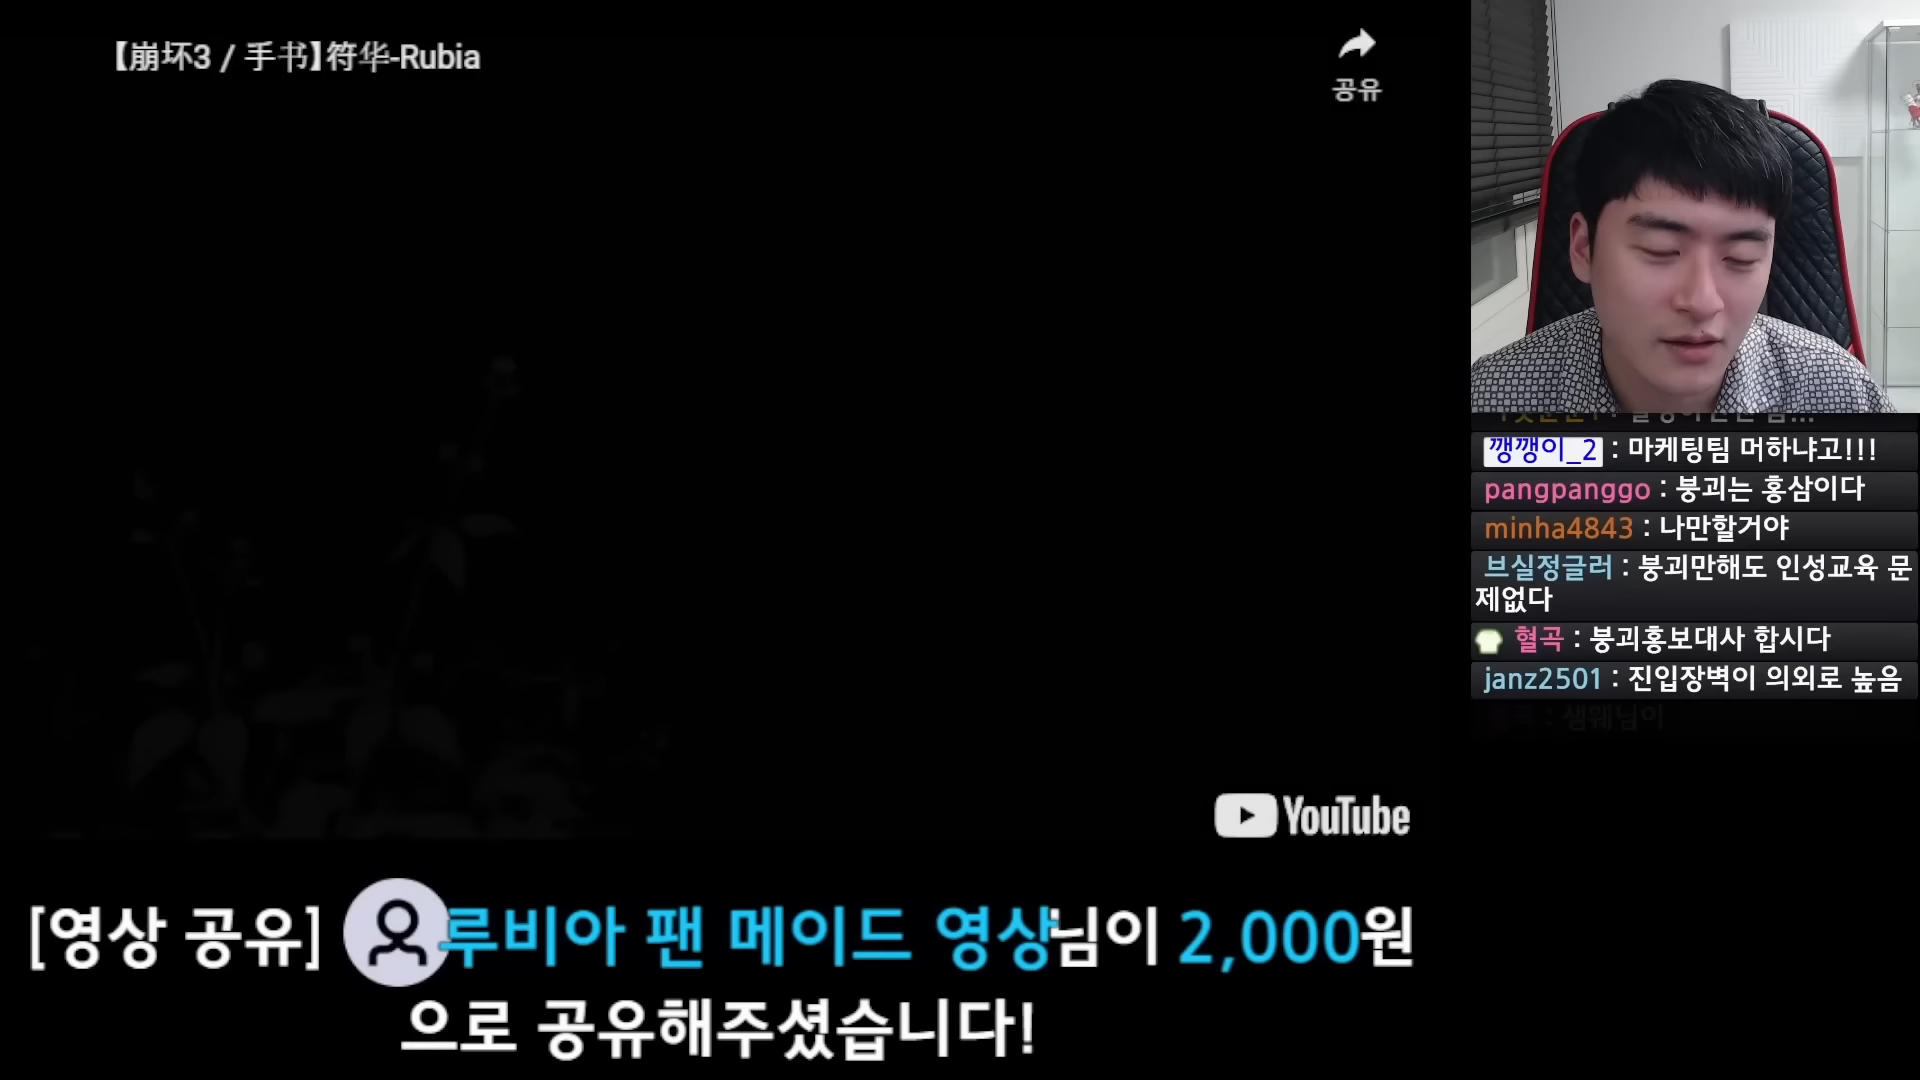 【崩坏3 / 手书】符华-Rubia
공유
YouTube
[영상 공유] 루비아 팬 메이드 영상님이 2,000원
으로 공유해주셨습니다!
깽깽이_2 : 마케팅팀 머하냐고!!!
pangpanggo : 붕괴는 홍삼이다
minha4843 : 나만할거야
브실정글러 : 붕괴만해도 인성교육 문
제없다
혈곡 : 붕괴홍보대사 합시다
janz2501 : 진입장벽이 의외로 높음
: 샘웨님이